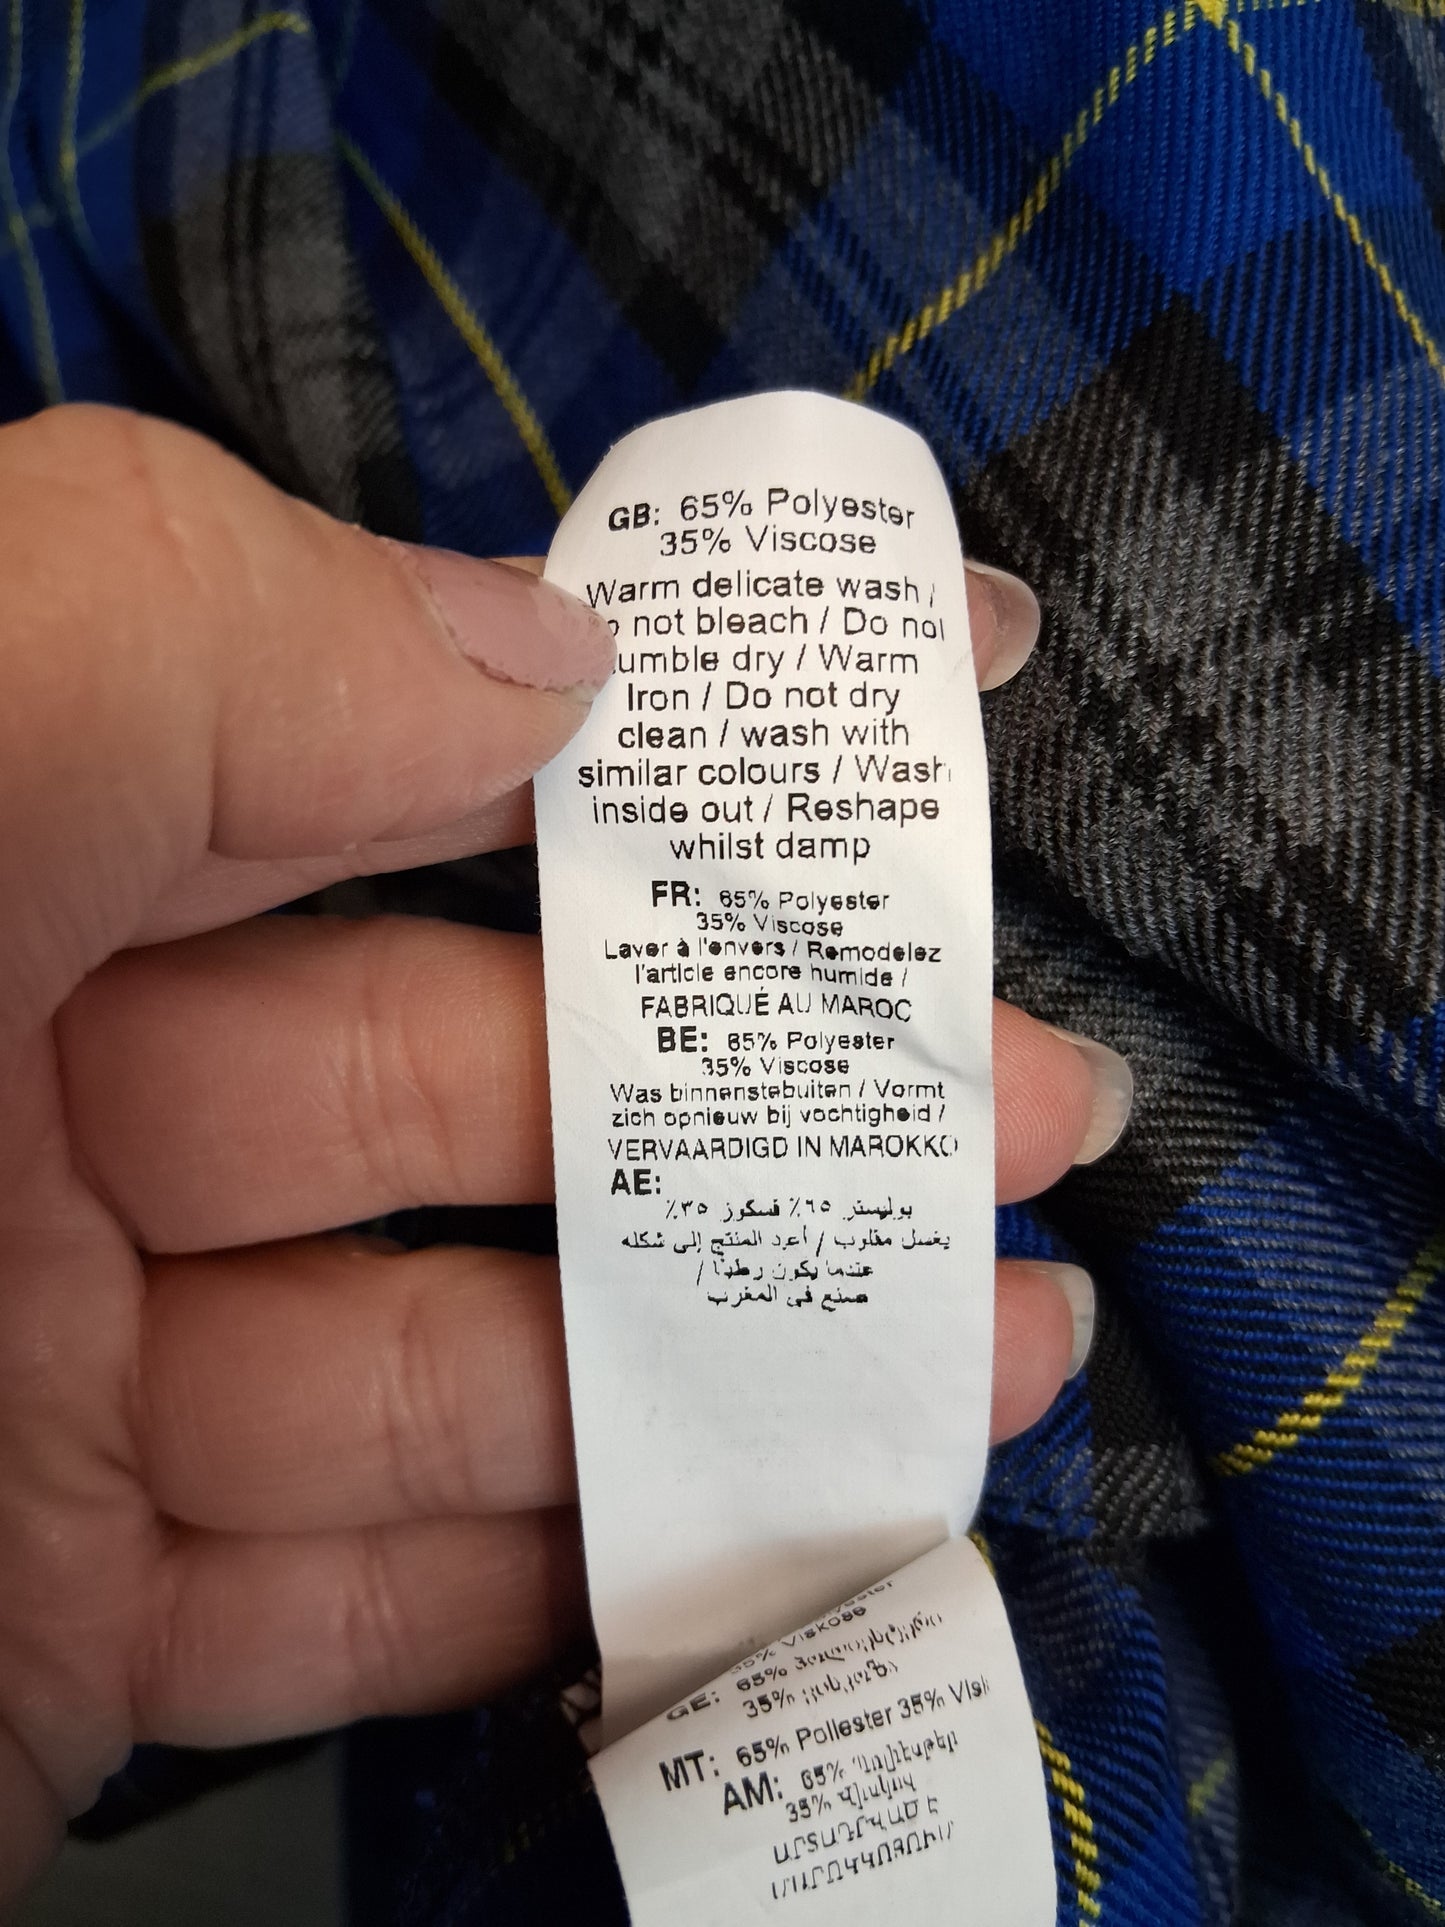 GB: 65% Polyester
35% Viscose
Warm delicate wash /
not bleach / Do not
tumble dry / Warm
Iron / Do not dry
clean / wash with
similar colours / Wash
inside out / Reshape
whilst damp
FR: 65% Polyester
35% Viscose
Laver à l'envers / Remodelez
l'article encore humide /
FABRIQUÉ AU MAROC
BE: 65% Polyester
35% Viscose
Was binnenstebuiten / Vormt
zich opnieuw bij vochtigheid /
VERVAARDIGD IN MAROKKO
AE:
بوليستر ٦٥٪ فسكوز ٣٥٪
يغسل مقلوب / أعد المنتج إلى شكله
عندما يكون رطبًا /
صنع في المغرب
35% Viskose
GE: 65%
35%
MT: 65% Poliester 35%
AM: 65%
35%